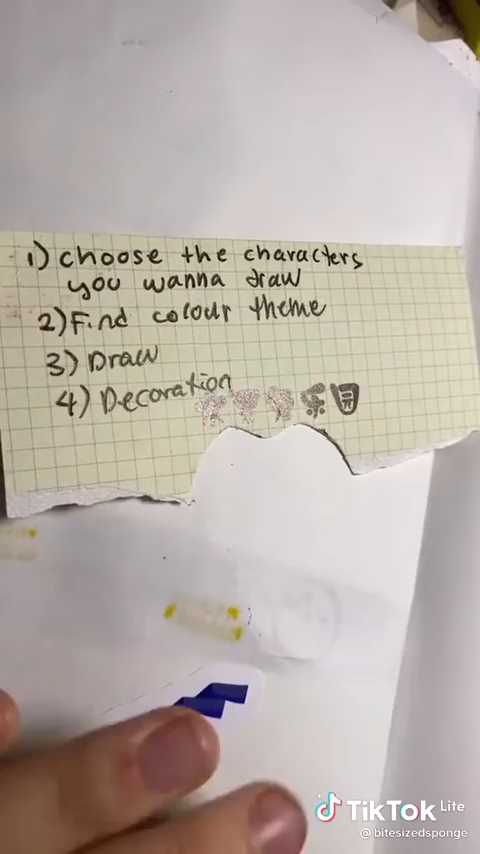 1) choose the characters
you wanna draw
2) Find colour theme
3) Draw
4) Decoration
TikTok Lite
@bitesizedsponge